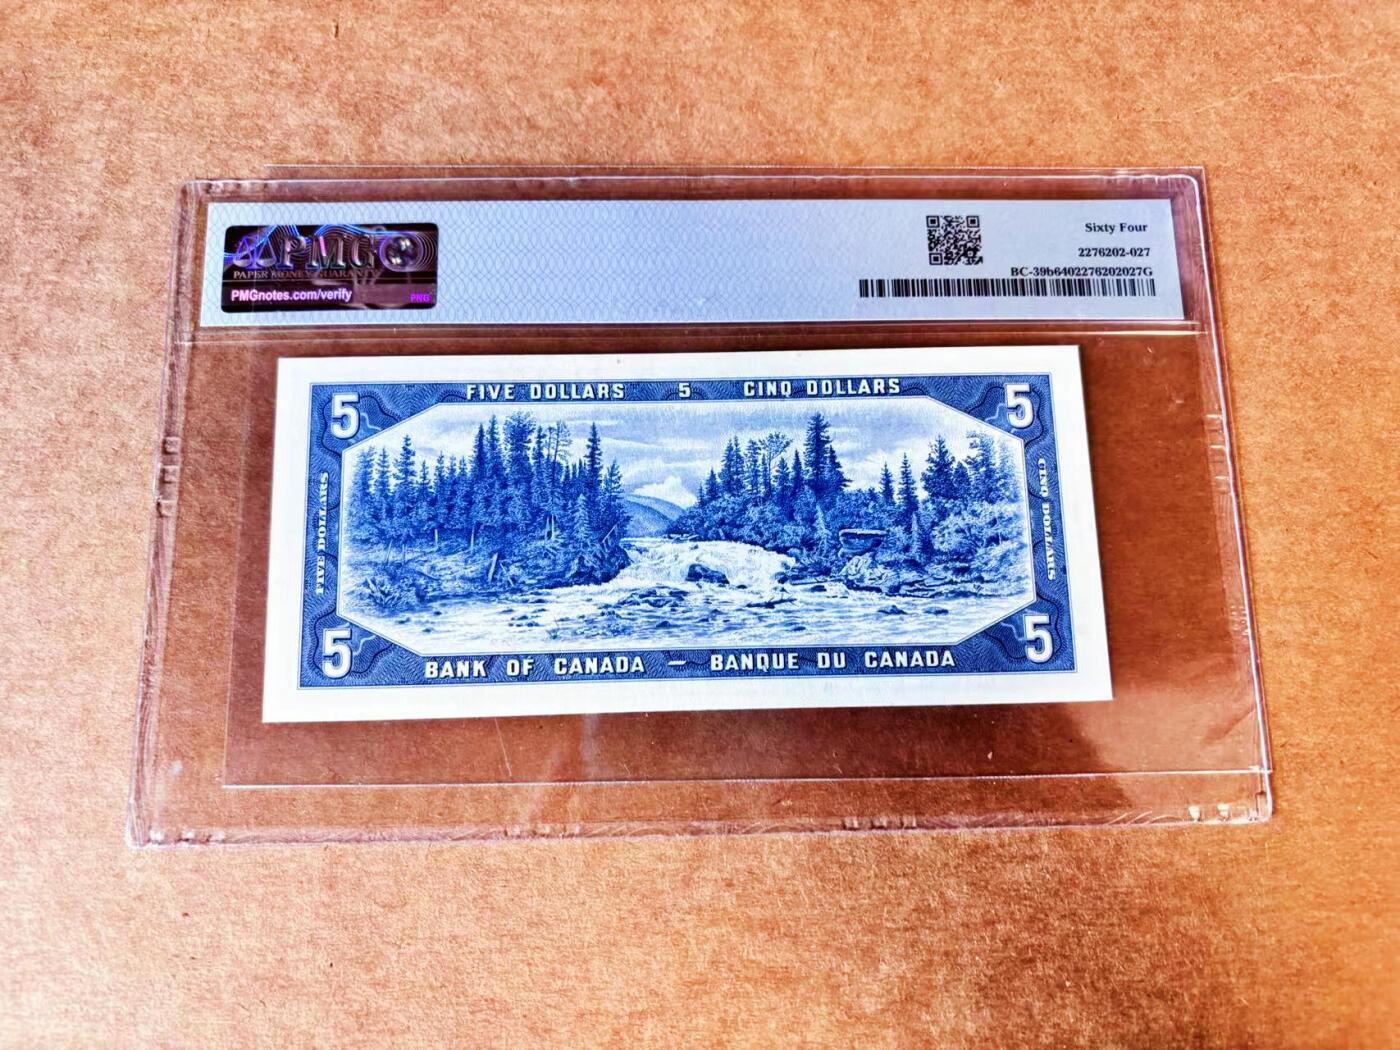 PMG
PAPER MONEY GUARANTY
PMGnotes.com/verify
PNG
Sixty Four
2276202-027
BC-39b6402276202027G
FIVE DOLLARS 5 CINQ DOLLARS
5 5
FIVE DOLLARS
CINQ DOLLARS
5 5
BANK OF CANADA — BANQUE DU CANADA